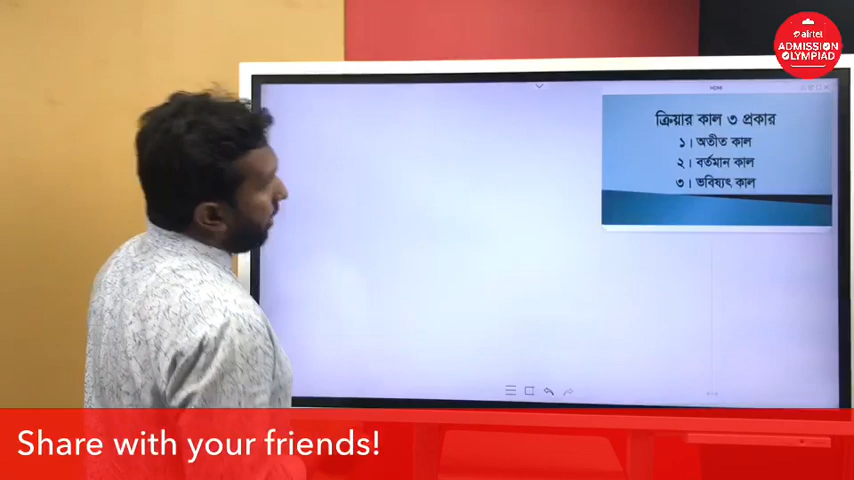 airtel
ADMISSION
OLYMPIAD
ক্রিয়ার কাল ৩ প্রকার
১। অতীত কাল
২। বর্তমান কাল
৩। ভবিষ্যৎ কাল
Share with your friends!